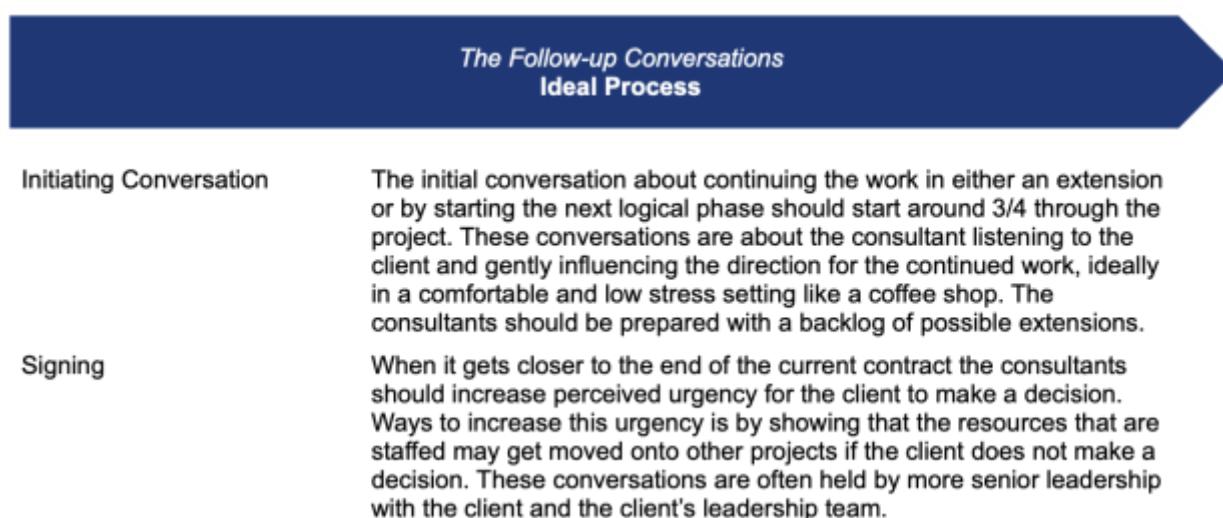 The Follow-up Conversations
Ideal Process
Initiating Conversation
The initial conversation about continuing the work in either an extension
or by starting the next logical phase should start around 3/4 through the
project. These conversations are about the consultant listening to the
client and gently influencing the direction for the continued work, ideally
in a comfortable and low stress setting like a coffee shop. The
consultants should be prepared with a backlog of possible extensions.
Signing
When it gets closer to the end of the current contract the consultants
should increase perceived urgency for the client to make a decision.
Ways to increase this urgency is by showing that the resources that are
staffed may get moved onto other projects if the client does not make a
decision. These conversations are often held by more senior leadership
with the client and the client's leadership team.